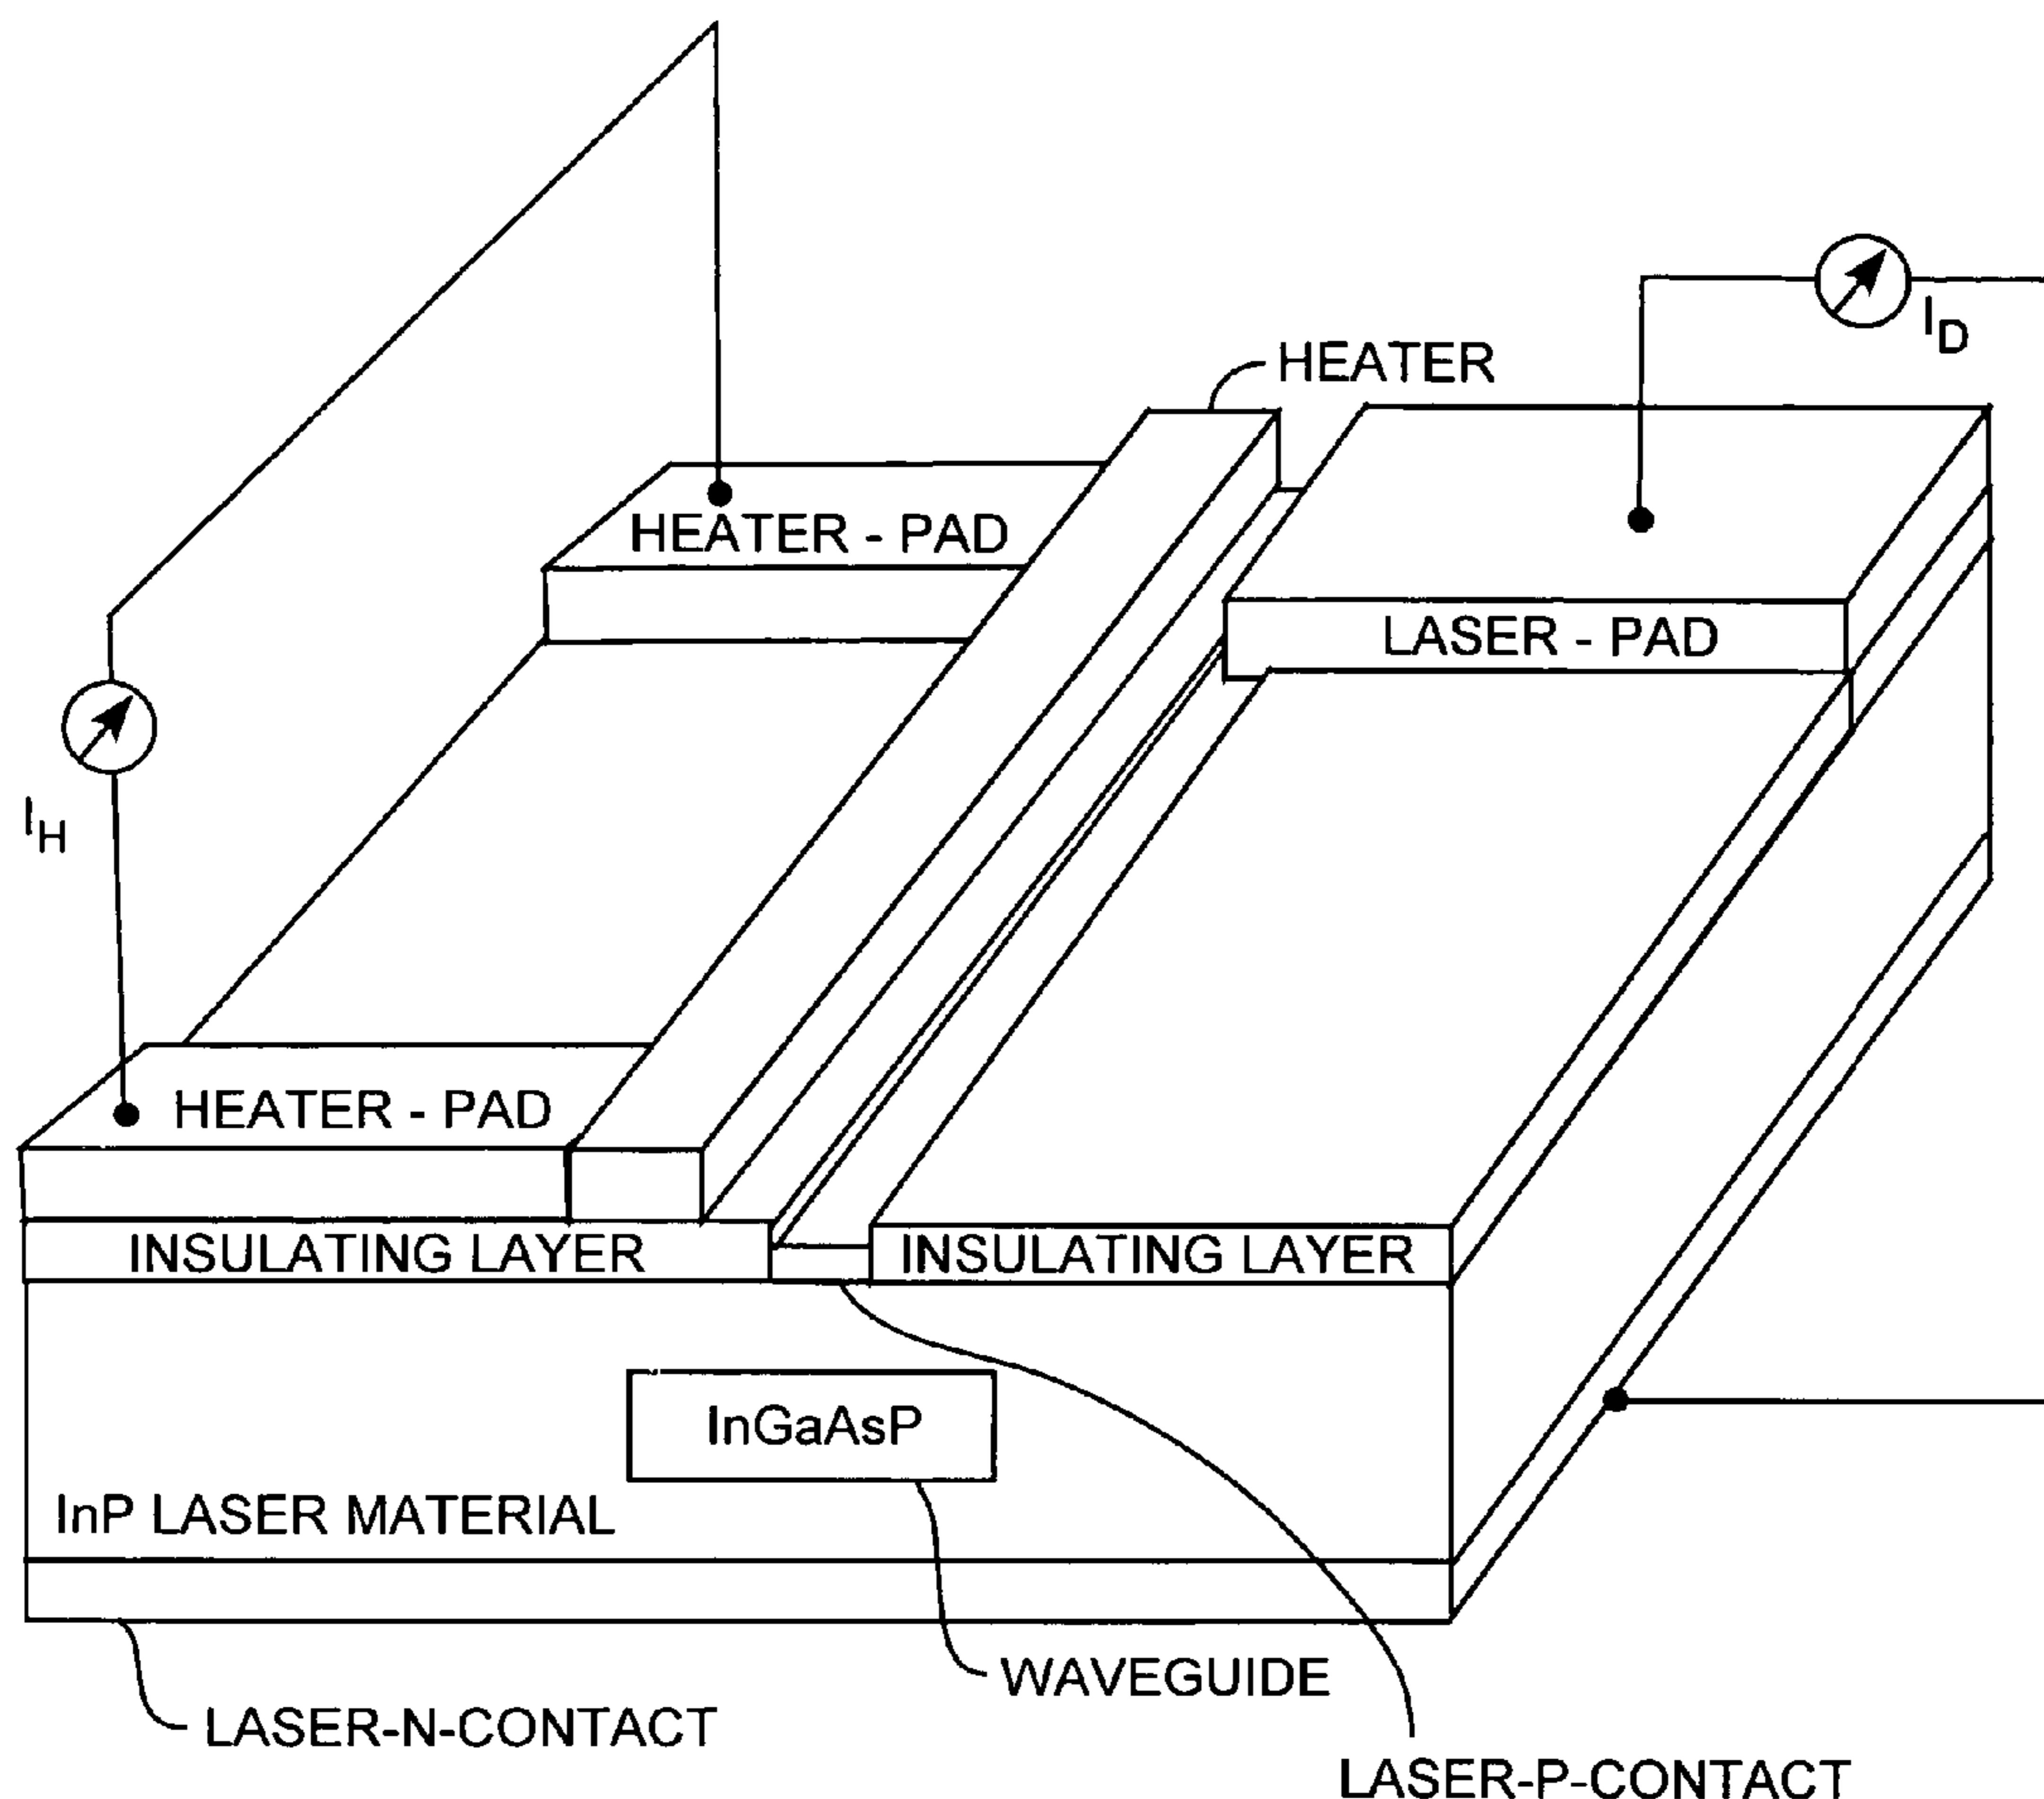 I_D
HEATER
HEATER - PAD
LASER - PAD
I_H
HEATER - PAD
INSULATING LAYER
INSULATING LAYER
InGaAsP
InP LASER MATERIAL
WAVEGUIDE
LASER-N-CONTACT
LASER-P-CONTACT